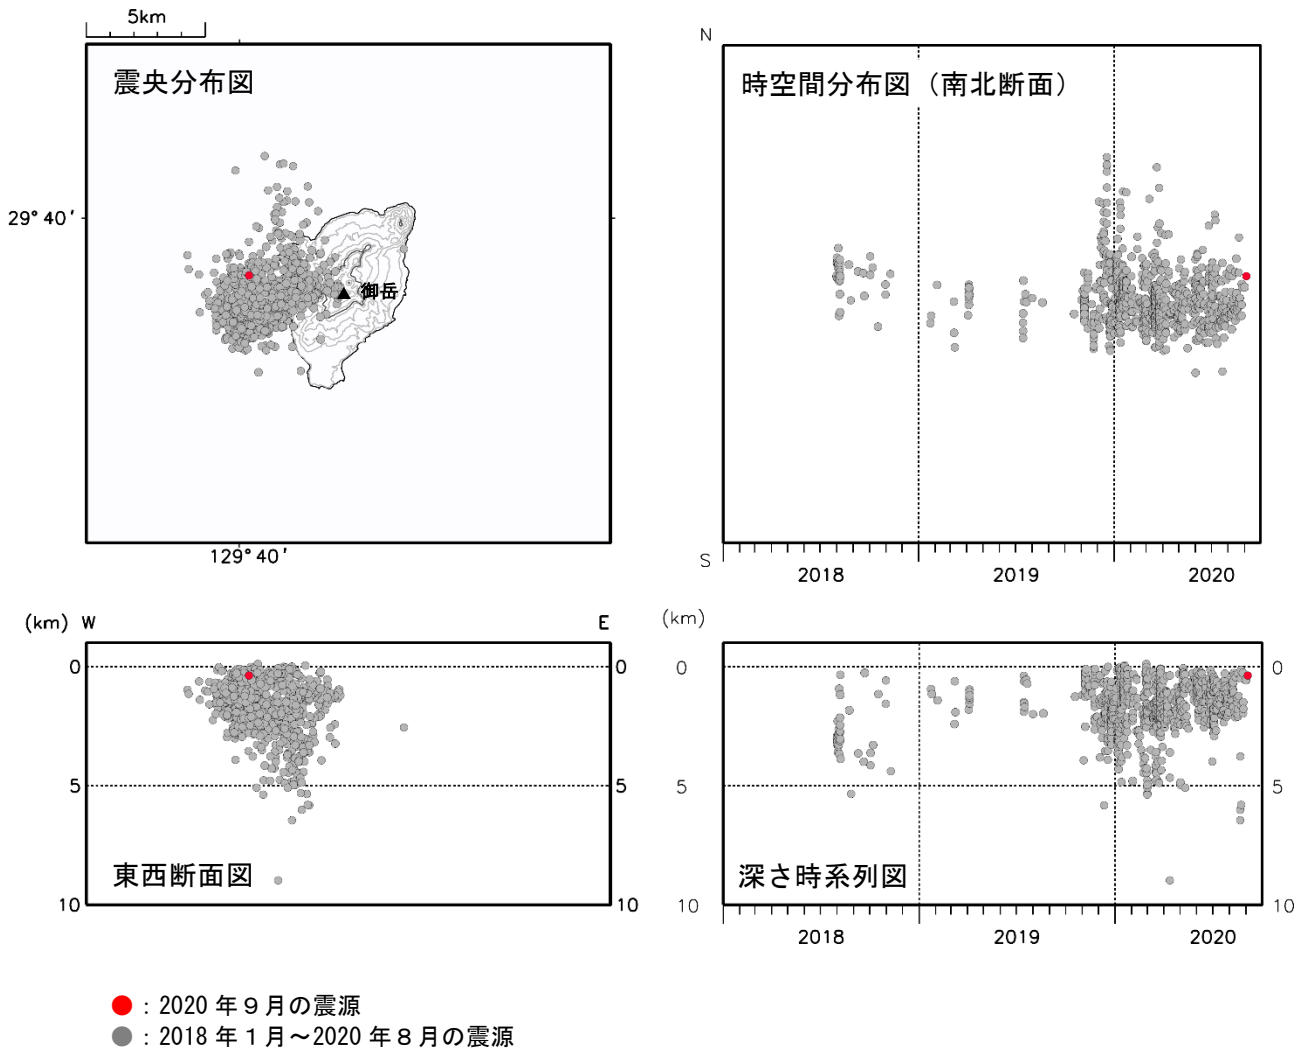 5km
震央分布図
29° 40′
御岳
129° 40′
N
時空間分布図（南北断面）
S
2018
2019
2020
(km) W
E
0
0
5
5
東西断面図
10
10
(km)
0
0
5
5
深さ時系列図
10
10
2018
2019
2020
：2020 年９月の震源
：2018 年１月～2020 年８月の震源